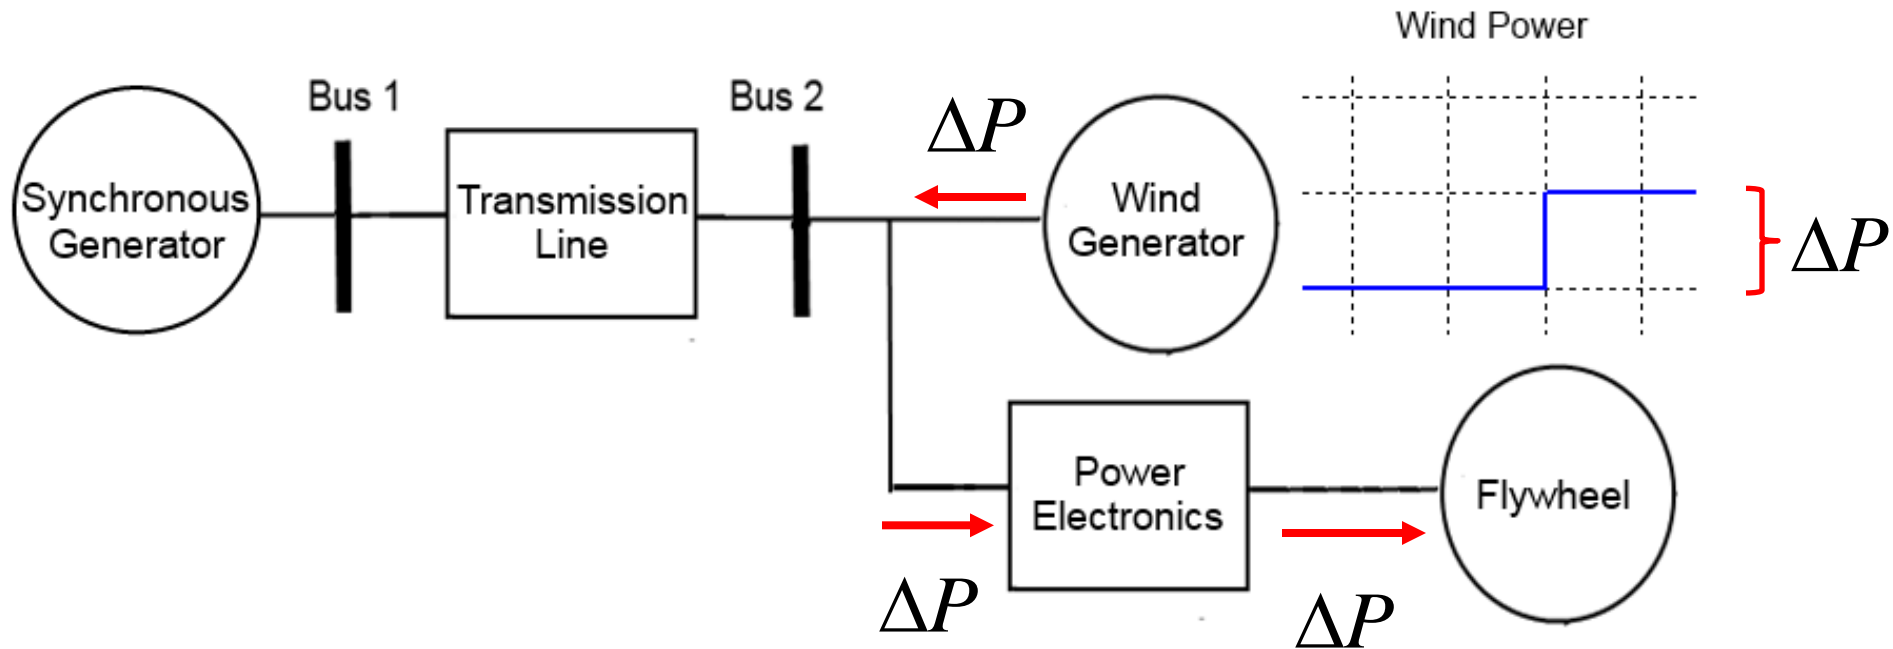 Wind Power
Bus 1
Bus 2
ΔP
Synchronous
Generator
Transmission
Line
Wind
Generator
ΔP
Power
Electronics
Flywheel
ΔP
ΔP